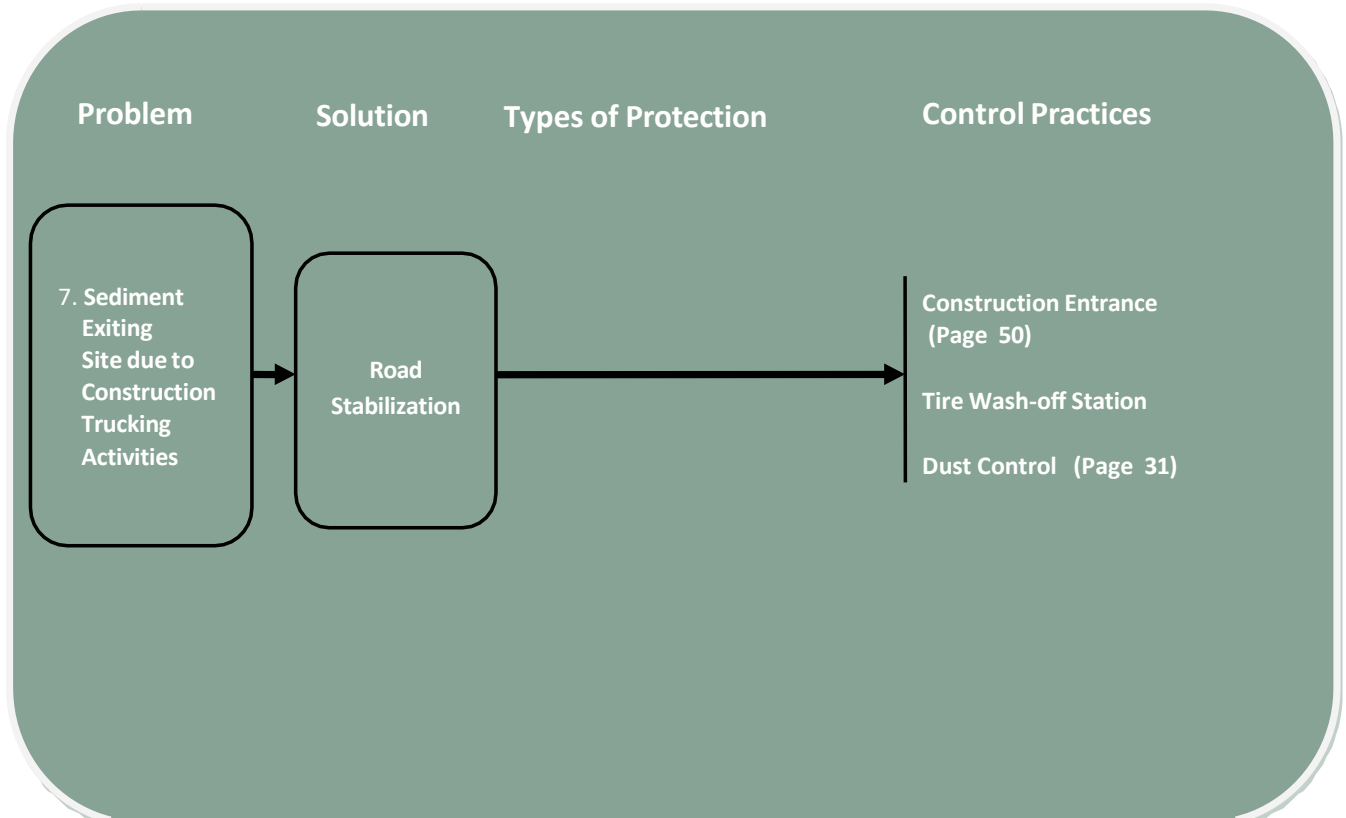 Problem
Solution
Types of Protection
Control Practices
7. Sediment
Exiting
Site due to
Construction
Trucking
Activities
Road
Stabilization
Construction Entrance
(Page 50)
Tire Wash-off Station
Dust Control (Page 31)